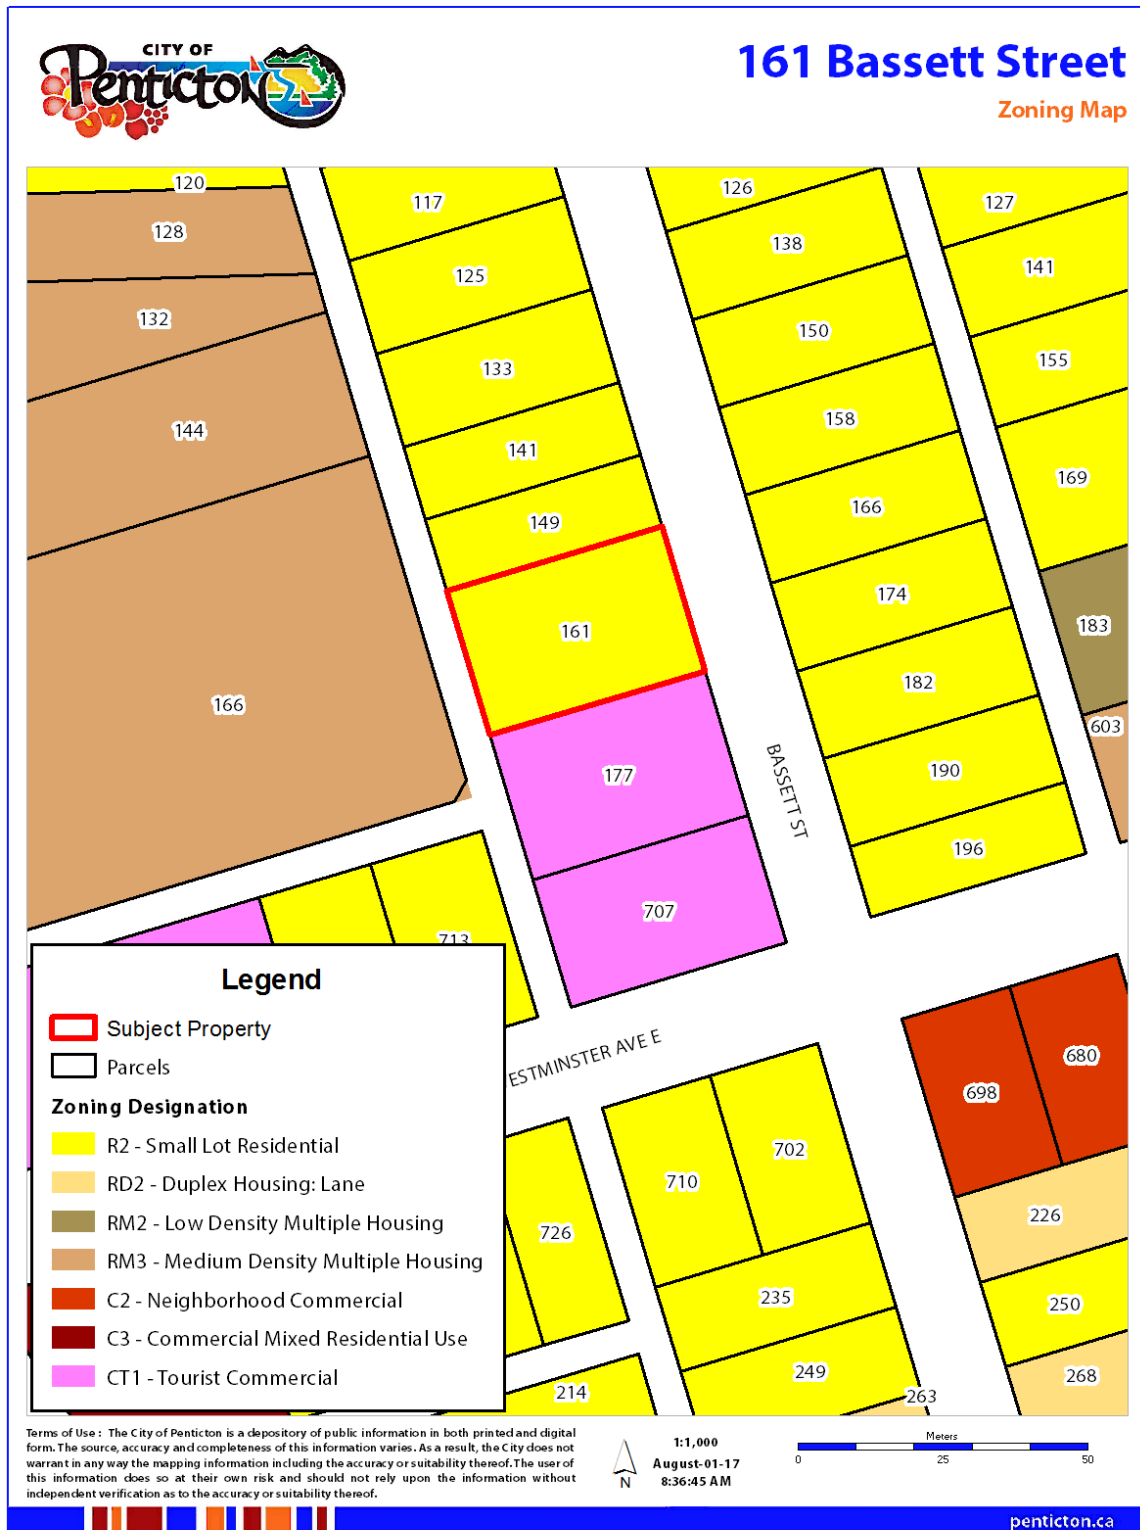 CITY OF
Penticton
161 Bassett Street
Zoning Map
120
117
126
127
128
138
125
141
132
150
133
155
144
158
141
169
149
166
174
161
183
182
166
603
177
190
BASSETT ST
196
707
713
ESTMINSTER AVE E
680
698
702
710
226
726
235
250
249
268
214
263
Legend
Subject Property
Parcels
Zoning Designation
R2 - Small Lot Residential
RD2 - Duplex Housing: Lane
RM2 - Low Density Multiple Housing
RM3 - Medium Density Multiple Housing
C2 - Neighborhood Commercial
C3 - Commercial Mixed Residential Use
CT1 - Tourist Commercial
Terms of Use : The City of Penticton is a depository of public information in both printed and digital
form. The source, accuracy and completeness of this information varies. As a result, the City does not
warrant in any way the mapping information including the accuracy or suitability thereof. The user of
this information does so at their own risk and should not rely upon the information without
independent verification as to the accuracy or suitability thereof.
N
1:1,000
August-01-17
8:36:45 AM
Meters
0 25 50
penticton.ca